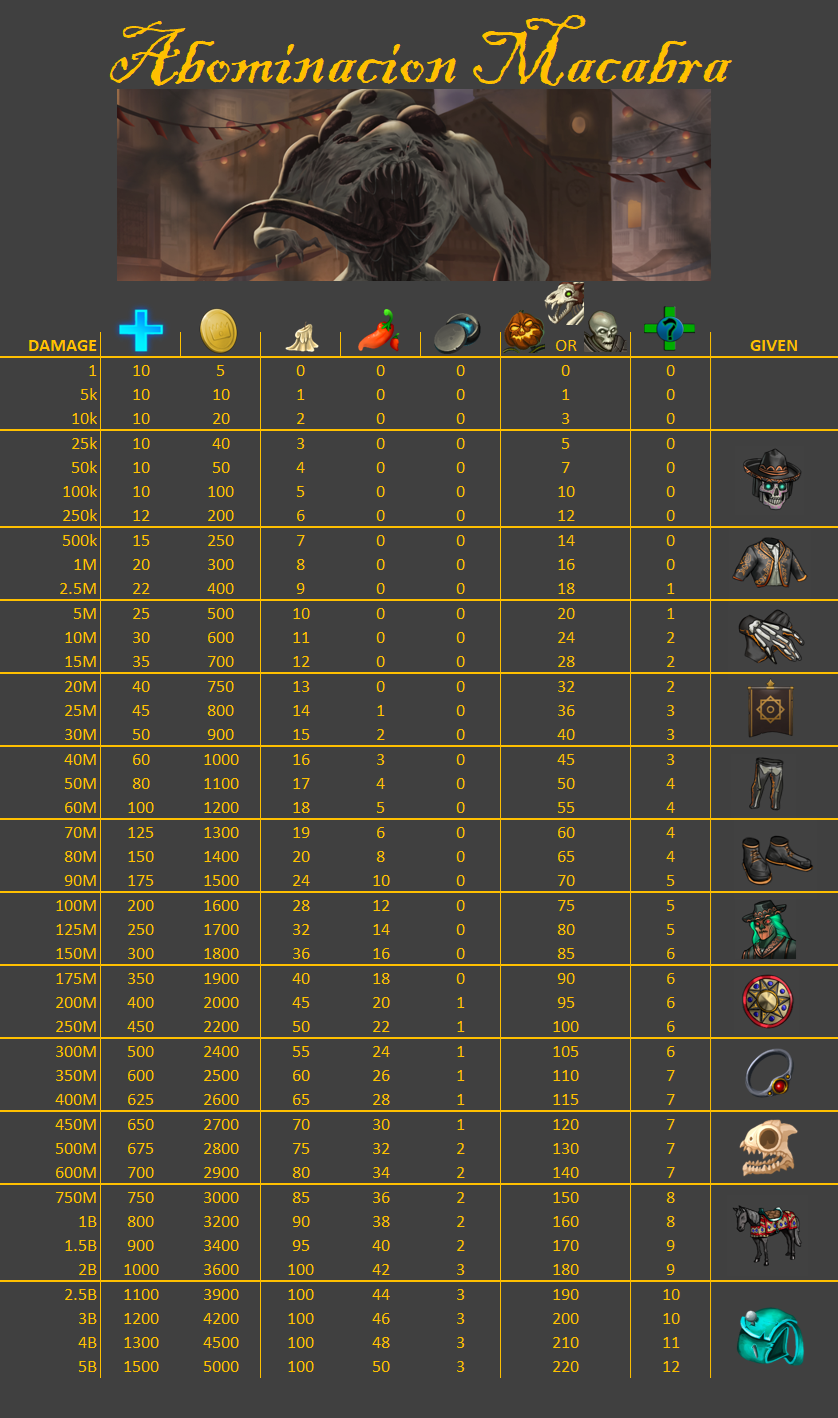 Abominacion Macabra
DAMAGE OR GIVEN
1 10 5 0 0 0 0 0
5k 10 10 1 0 0 1 0
10k 10 20 2 0 0 3 0
25k 10 40 3 0 0 5 0
50k 10 50 4 0 0 7 0
100k 10 100 5 0 0 10 0
250k 12 200 6 0 0 12 0
500k 15 250 7 0 0 14 0
1M 20 300 8 0 0 16 0
2.5M 22 400 9 0 0 18 1
5M 25 500 10 0 0 20 1
10M 30 600 11 0 0 24 2
15M 35 700 12 0 0 28 2
20M 40 750 13 0 0 32 2
25M 45 800 14 1 0 36 3
30M 50 900 15 2 0 40 3
40M 60 1000 16 3 0 45 3
50M 80 1100 17 4 0 50 4
60M 100 1200 18 5 0 55 4
70M 125 1300 19 6 0 60 4
80M 150 1400 20 8 0 65 4
90M 175 1500 24 10 0 70 5
100M 200 1600 28 12 0 75 5
125M 250 1700 32 14 0 80 5
150M 300 1800 36 16 0 85 6
175M 350 1900 40 18 0 90 6
200M 400 2000 45 20 1 95 6
250M 450 2200 50 22 1 100 6
300M 500 2400 55 24 1 105 6
350M 600 2500 60 26 1 110 7
400M 625 2600 65 28 1 115 7
450M 650 2700 70 30 1 120 7
500M 675 2800 75 32 2 130 7
600M 700 2900 80 34 2 140 7
750M 750 3000 85 36 2 150 8
1B 800 3200 90 38 2 160 8
1.5B 900 3400 95 40 2 170 9
2B 1000 3600 100 42 3 180 9
2.5B 1100 3900 100 44 3 190 10
3B 1200 4200 100 46 3 200 10
4B 1300 4500 100 48 3 210 11
5B 1500 5000 100 50 3 220 12